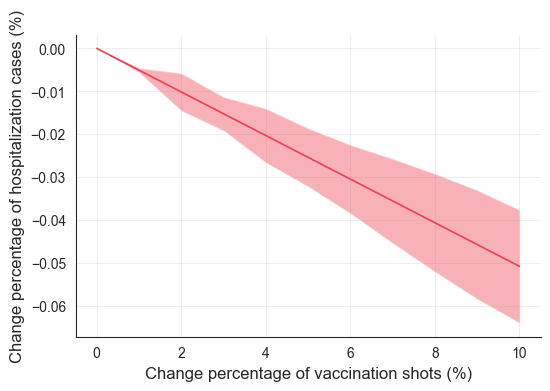 Change percentage of hospitalization cases (%)
0.00
−0.01
−0.02
−0.03
−0.04
−0.05
−0.06
0 2 4 6 8 10
Change percentage of vaccination shots (%)